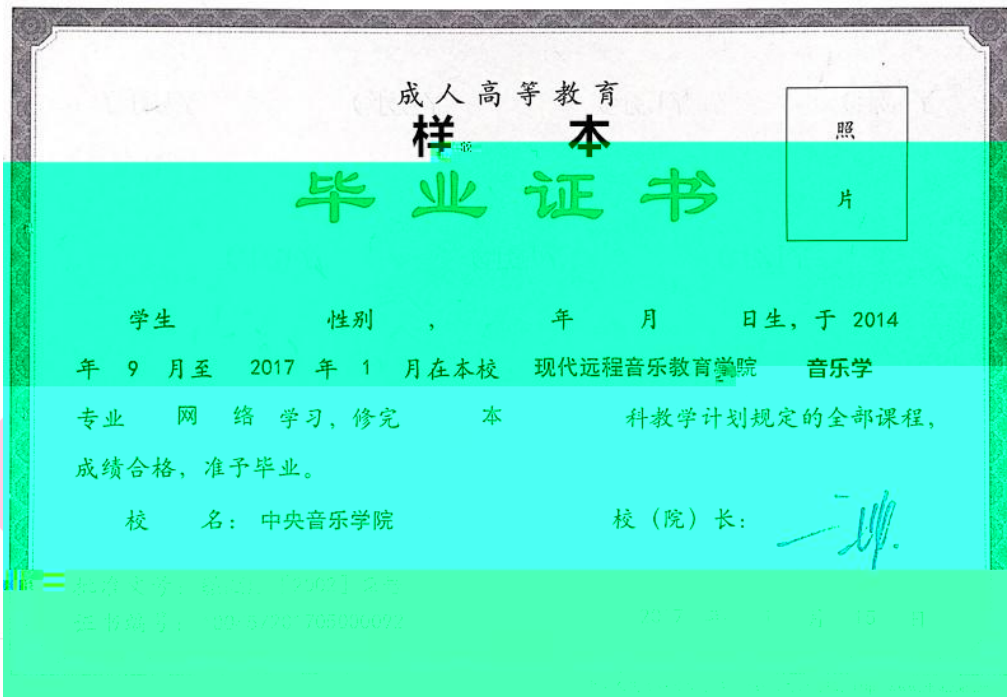 成人高等教育
样 本
毕业证书
照
片
学生 性别 , 年 月 日生，于 2014
年 9 月至 2017 年 1 月在本校 现代远程音乐教育学院 音乐学
专业 网 络 学习，修完 本 科教学计划规定的全部课程，
成绩合格，准予毕业。
校 名：中央音乐学院 校（院）长：
证书编号：